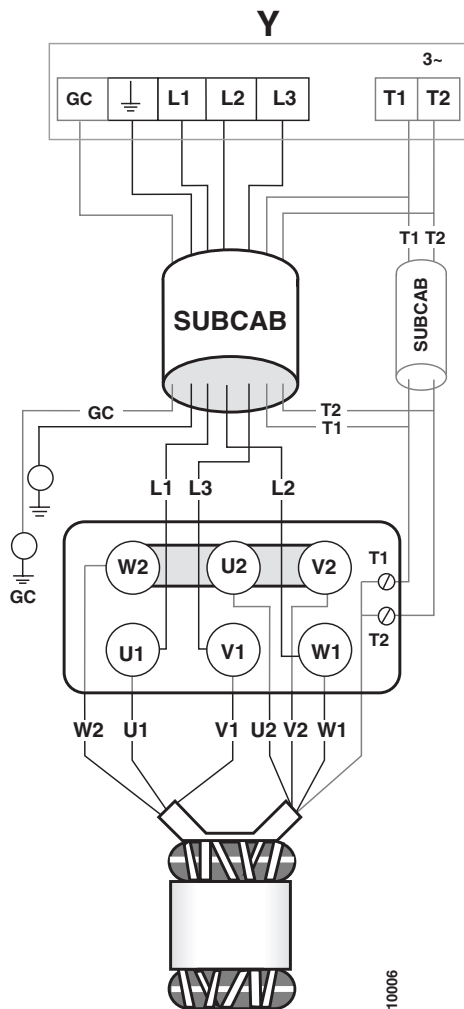 Y
3~
GC L1 L2 L3 T1 T2
T1 T2
SUBCAB
SUBCAB
GC
T2
T1
L1 L3 L2
W2 U2 V2
T1
GC
U1 V1 W1
T2
W2 U1 V1 U2 V2 W1
10006